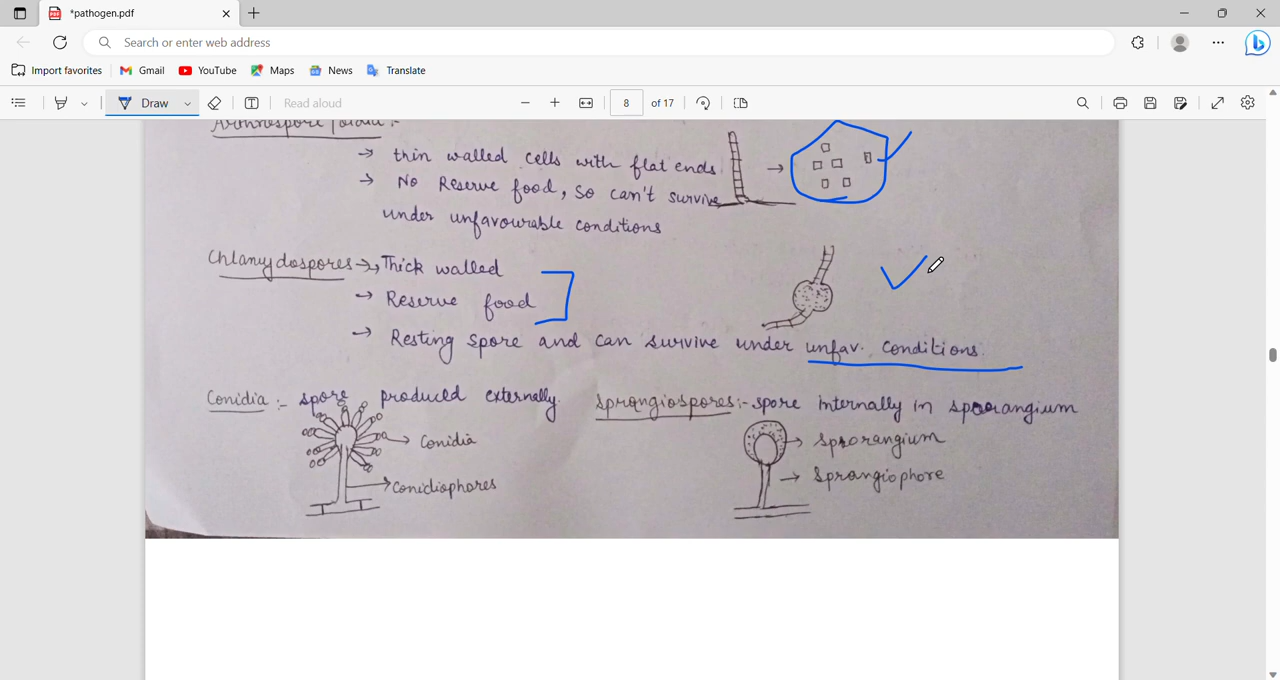 *pathogen.pdf
Search or enter web address
Import favorites Gmail YouTube Maps News Translate
Draw Read aloud 8 of 17
Arthrospore / oidia :-
→ thin walled cells with flat ends.
→ No Reserve food, So can't survive
under unfavourable conditions
Chlamydospores → Thick walled
→ Reserve food
→ Resting spore and can survive under unfav. conditions.
Conidia :- spore produced externally.
Sprangiospores :- spore internally in sporangium
Conidia
Conidiophores
Sporangium
Sprangiophore